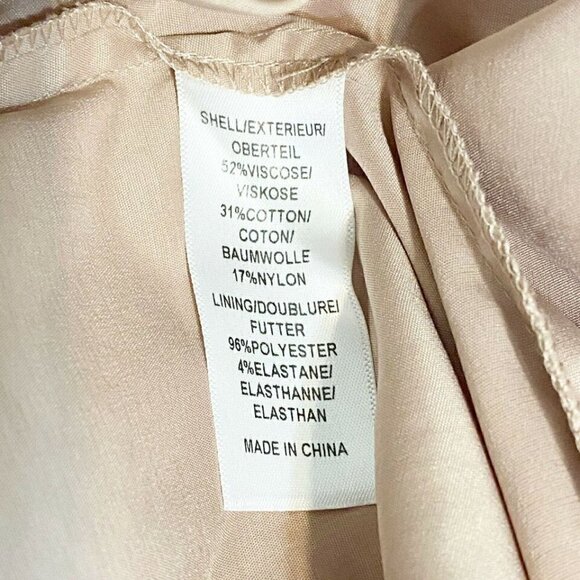 SHELL/EXTERIEUR/
OBERTEIL
52%VISCOSE/
VISKOSE
31%COTTON/
COTON/
BAUMWOLLE
17%NYLON
LINING/DOUBLURE/
FUTTER
96%POLYESTER
4%ELASTANE/
ELASTHANNE/
ELASTHAN
MADE IN CHINA